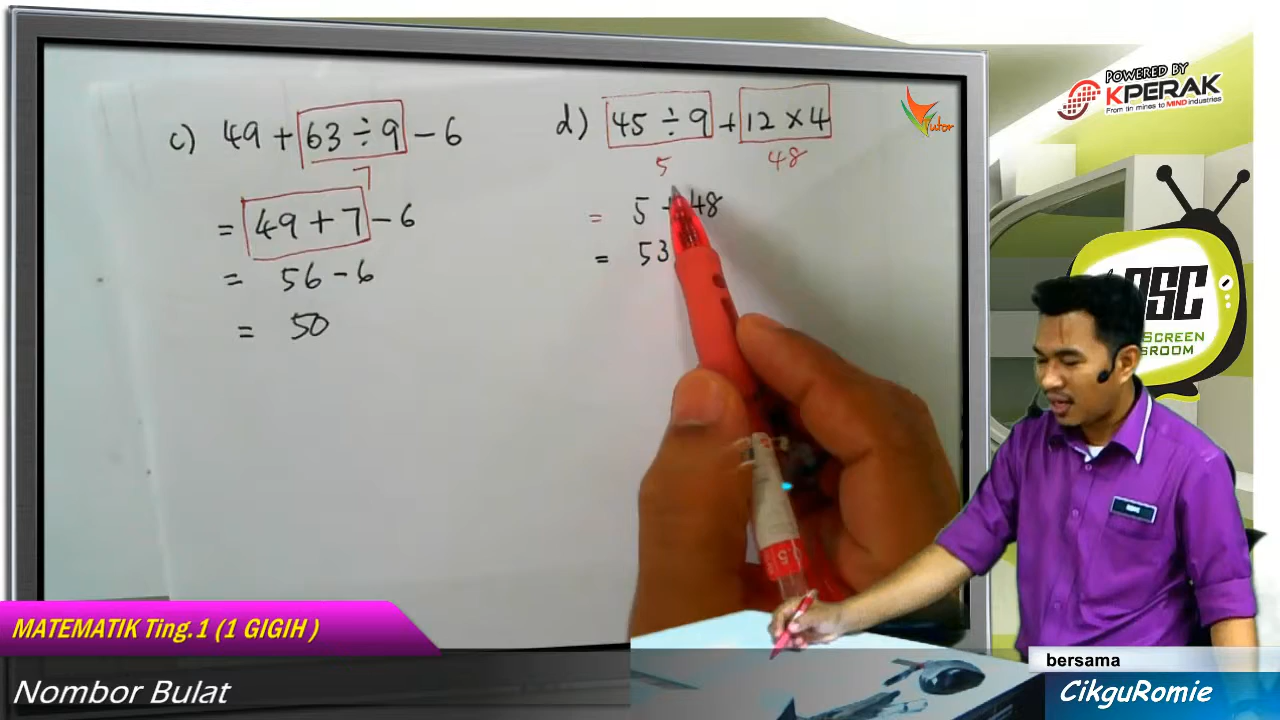 c) 49 + 63 ÷ 9 - 6
7
= 49 + 7 - 6
= 56 - 6
= 50
d) 45 ÷ 9 + 12 × 4
5 48
= 5 + 48
= 53
Tutor
POWERED BY
KPERAK
From tin mines to MIND industries
OSC
SCREEN
ROOM
MATEMATIK Ting.1 (1 GIGIH )
Nombor Bulat
bersama
CikguRomie